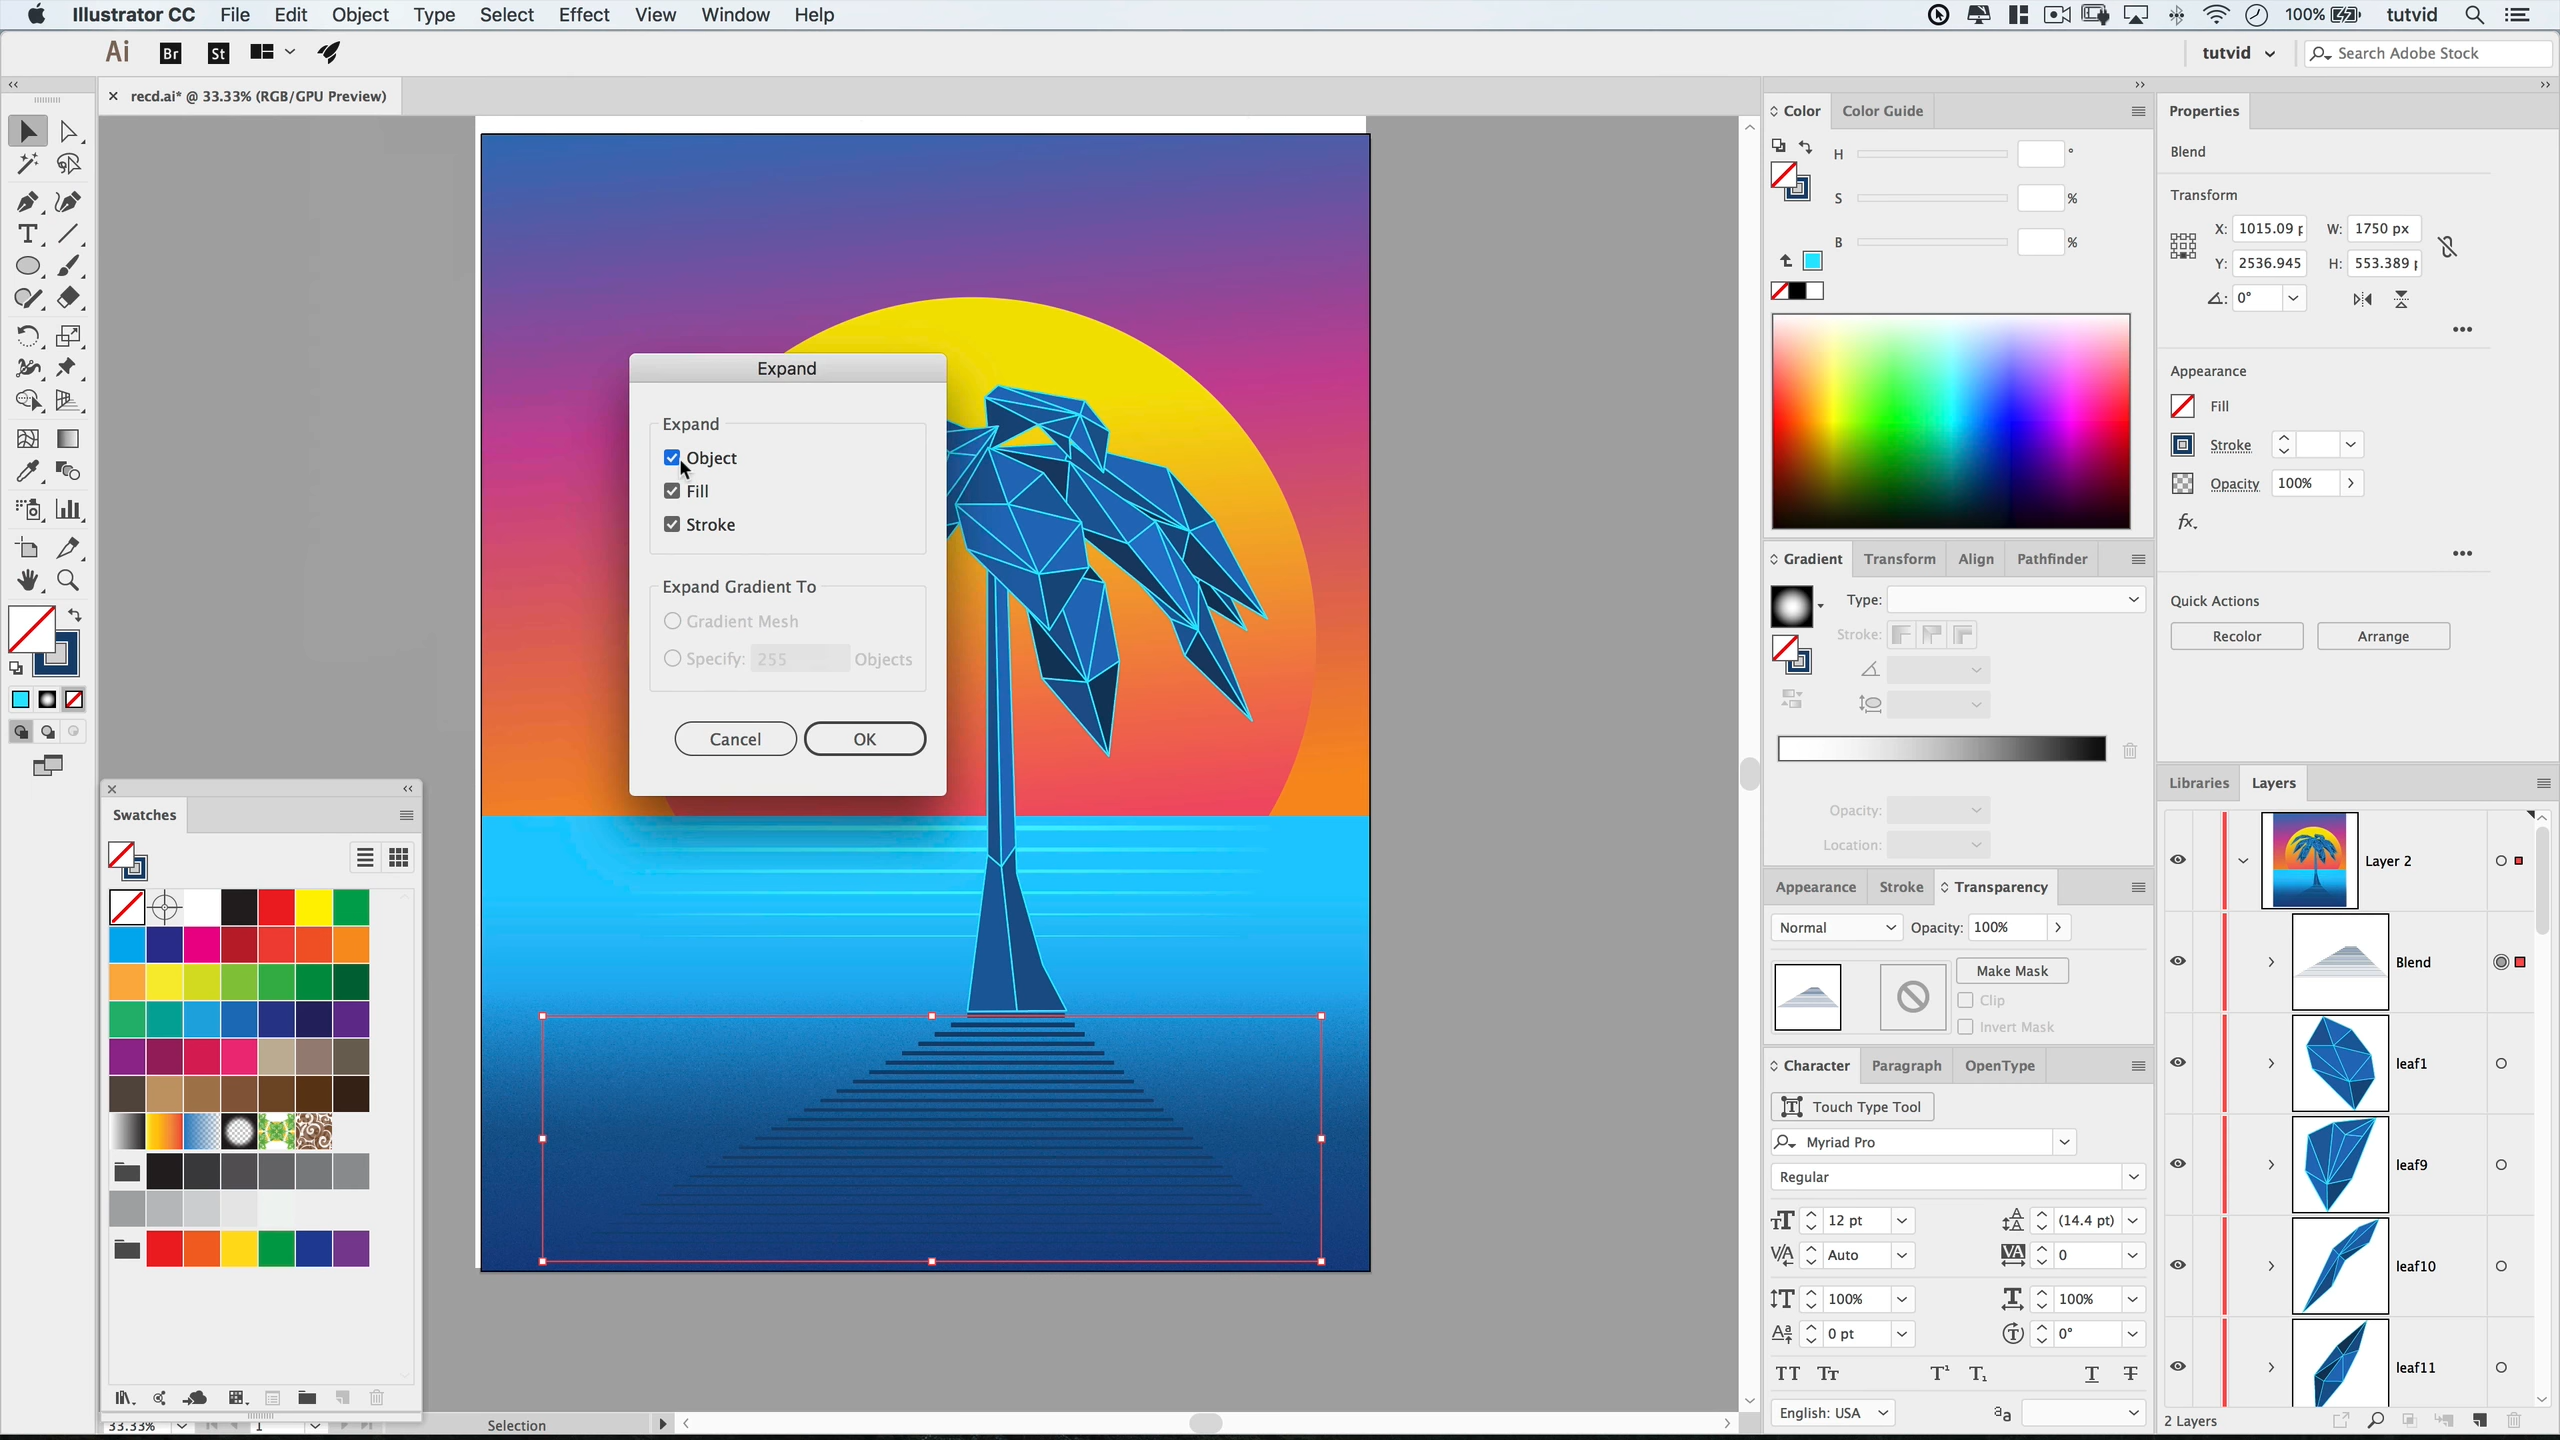 Illustrator CC File Edit Object Type Select Effect View Window Help 100% tutvid
Ai Br St tutvid Search Adobe Stock
recd.ai* @ 33.33% (RGB/GPU Preview)
Color Color Guide
H °
S %
B %
Gradient Transform Align Pathfinder
Type:
Stroke:
Opacity:
Location:
Appearance Stroke Transparency
Normal Opacity: 100%
Make Mask
Clip
Invert Mask
Character Paragraph OpenType
Touch Type Tool
Myriad Pro
Regular
12 pt (14.4 pt)
Auto 0
100% 100%
0 pt 0°
English: USA
Properties
Blend
Transform
X: 1015.09 p W: 1750 px
Y: 2536.945 H: 553.389 p
0°
Appearance
Fill
Stroke
Opacity 100%
fx.
Quick Actions
Recolor Arrange
Libraries Layers
Layer 2
Blend
leaf1
leaf9
leaf10
leaf11
2 Layers
Expand
Expand
Object
Fill
Stroke
Expand Gradient To
Gradient Mesh
Specify: 255 Objects
Cancel OK
Swatches
33.33% 1 Selection